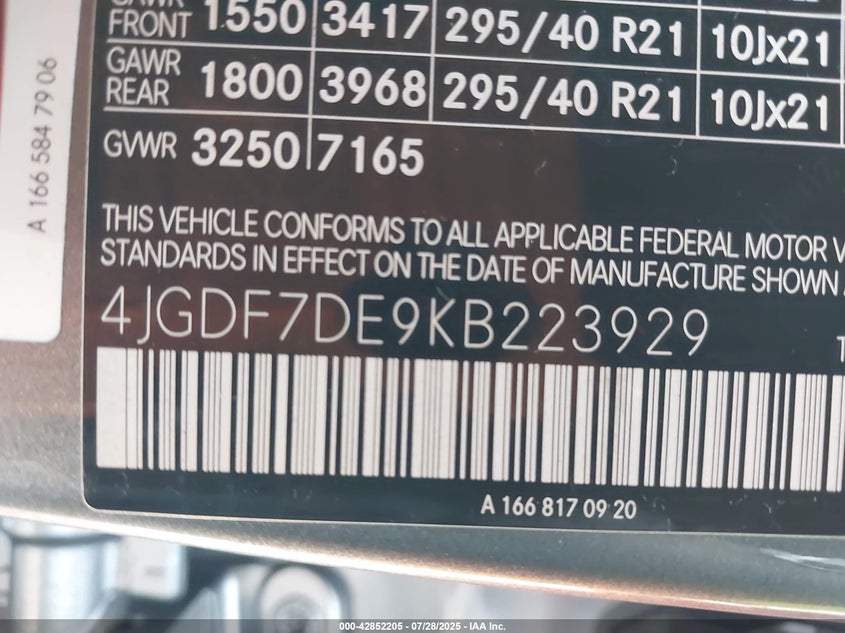 FRONT 1550 3417 295/40 R21 10Jx21
GAWR
REAR 1800 3968 295/40 R21 10Jx21
GVWR 3250 7165
THIS VEHICLE CONFORMS TO ALL APPLICABLE FEDERAL MOTOR V
STANDARDS IN EFFECT ON THE DATE OF MANUFACTURE SHOWN
4JGDF7DE9KB223929
A 166 817 09 20
A 166 584 79 06
000-42852205 - 07/28/2025 - IAA Inc.